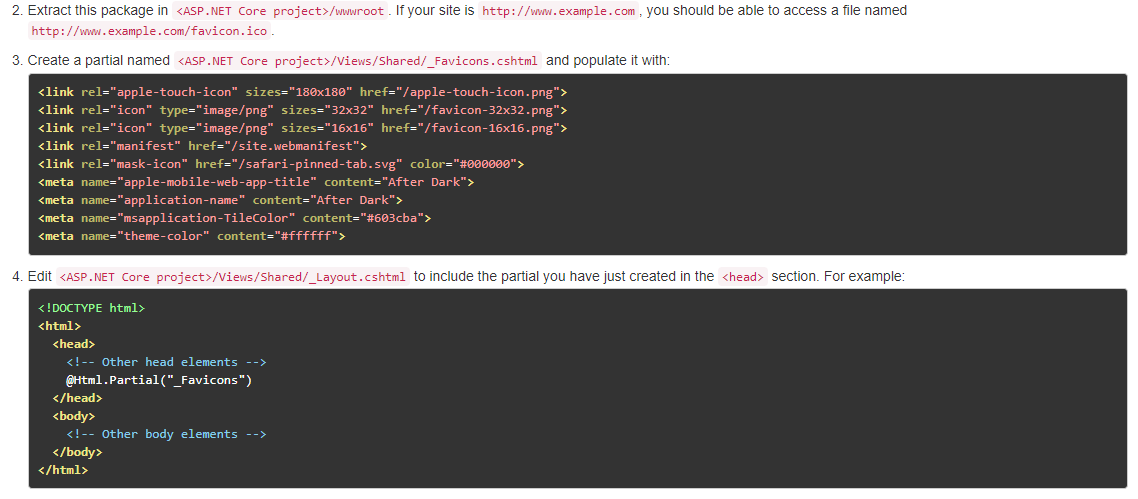 2. Extract this package in <ASP.NET Core project>/wwwroot. If your site is http://www.example.com, you should be able to access a file named
http://www.example.com/favicon.ico.
3. Create a partial named <ASP.NET Core project>/Views/Shared/_Favicons.cshtml and populate it with:
<link rel="apple-touch-icon" sizes="180x180" href="/apple-touch-icon.png">
<link rel="icon" type="image/png" sizes="32x32" href="/favicon-32x32.png">
<link rel="icon" type="image/png" sizes="16x16" href="/favicon-16x16.png">
<link rel="manifest" href="/site.webmanifest">
<link rel="mask-icon" href="/safari-pinned-tab.svg" color="#000000">
<meta name="apple-mobile-web-app-title" content="After Dark">
<meta name="application-name" content="After Dark">
<meta name="msapplication-TileColor" content="#603cba">
<meta name="theme-color" content="#ffffff">
4. Edit <ASP.NET Core project>/Views/Shared/_Layout.cshtml to include the partial you have just created in the <head> section. For example:
<!DOCTYPE html>
<html>
  <head>
    <!-- Other head elements -->
    @Html.Partial("_Favicons")
  </head>
  <body>
    <!-- Other body elements -->
  </body>
</html>